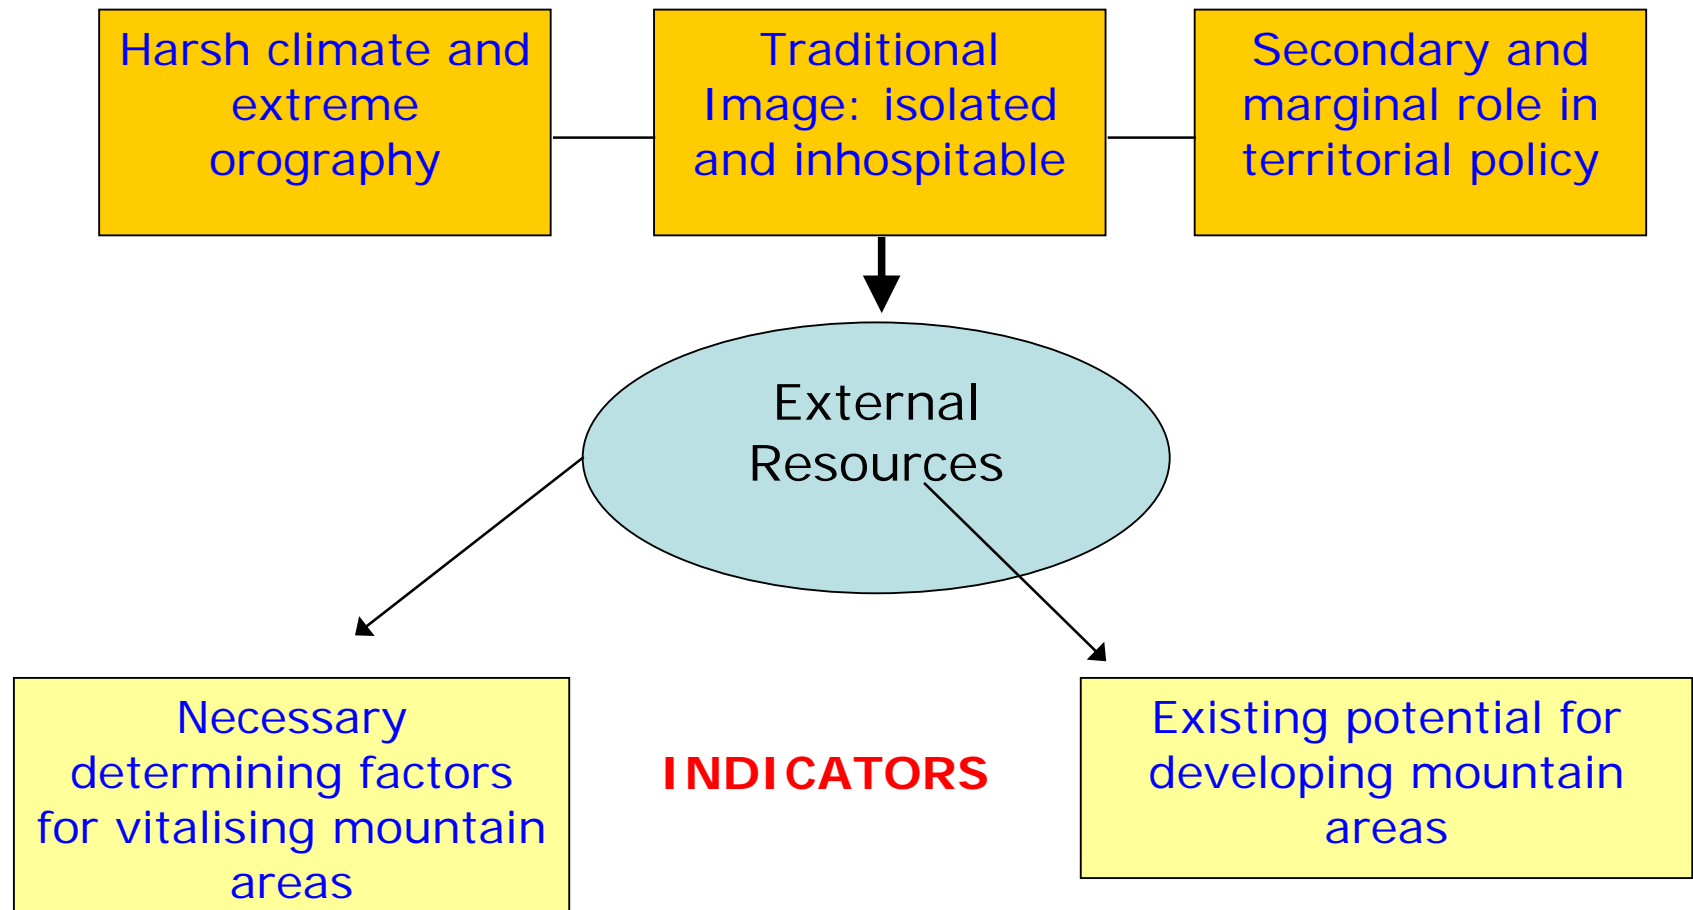 Harsh climate and
extreme
orography
Traditional
Image: isolated
and inhospitable
Secondary and
marginal role in
territorial policy
External
Resources
Necessary
determining factors
for vitalising mountain
areas
INDICATORS
Existing potential for
developing mountain
areas